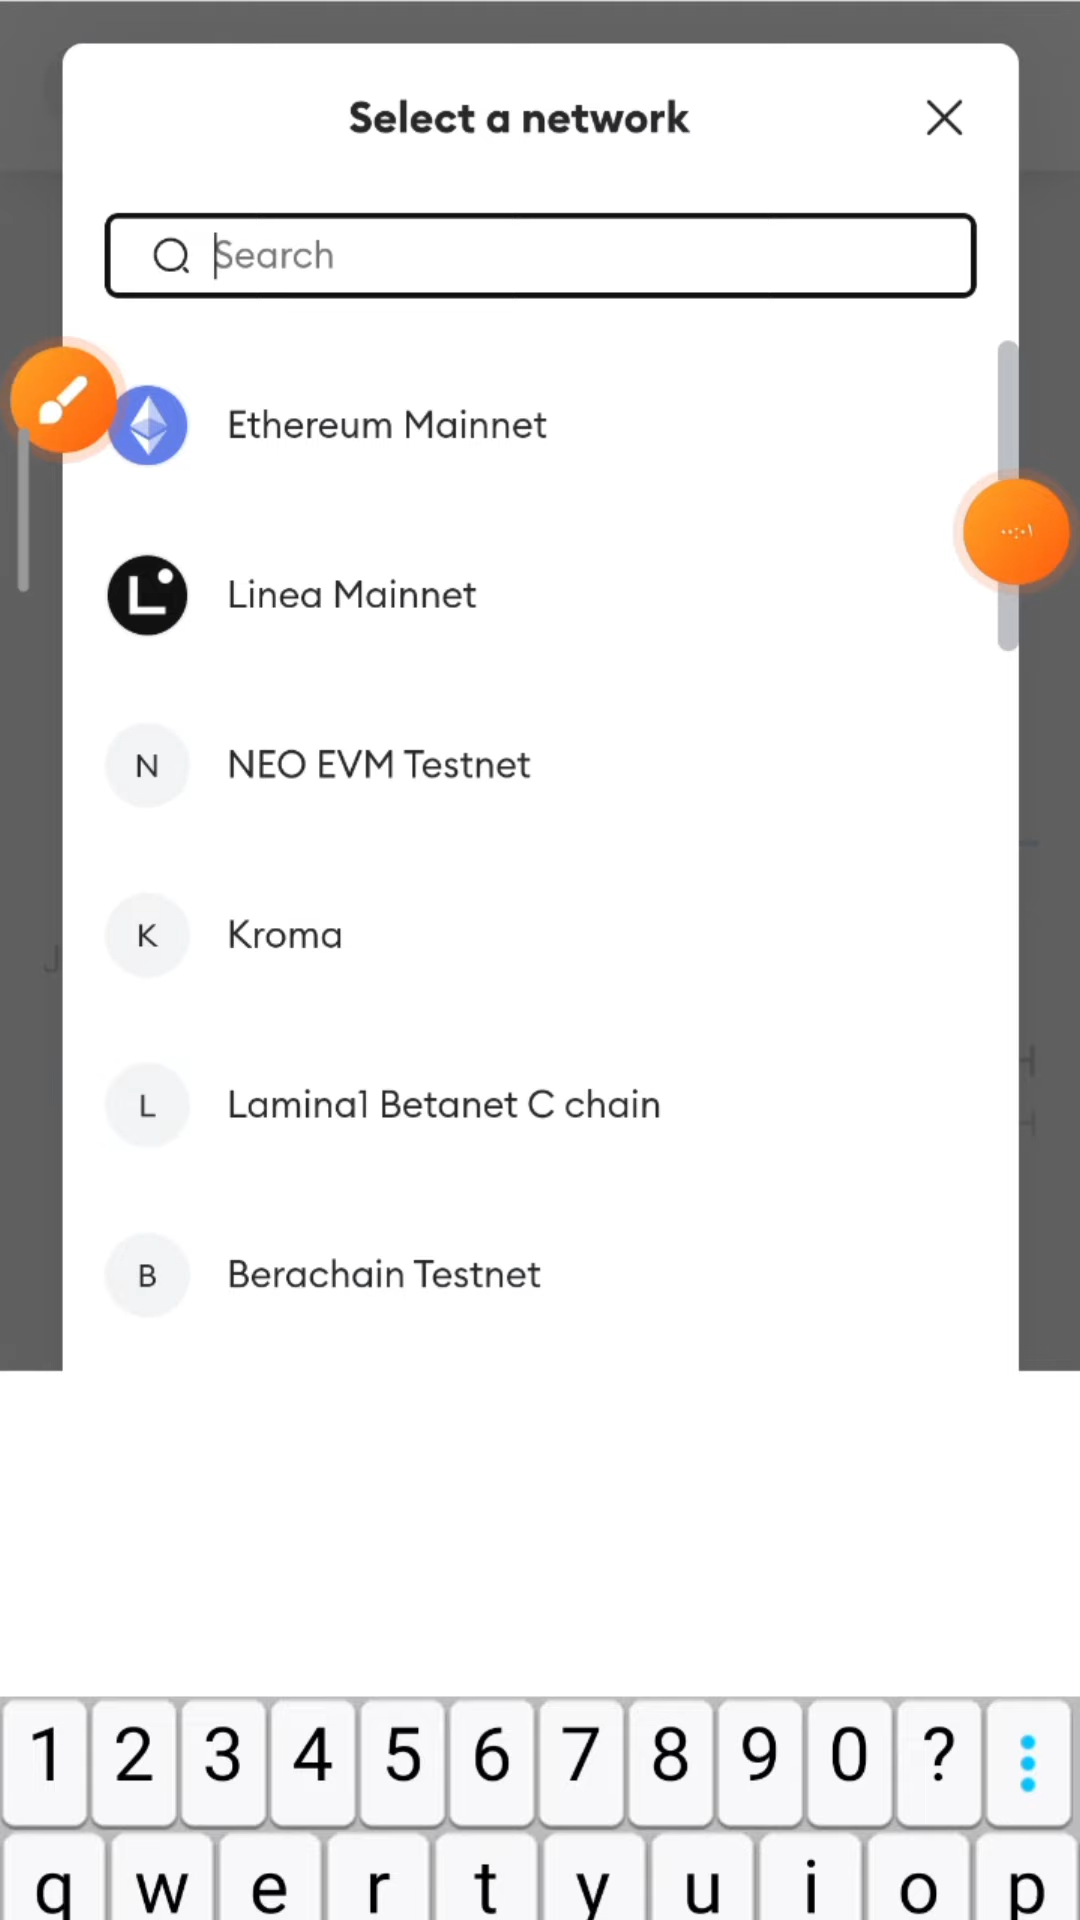 Select a network
Search
Ethereum Mainnet
Linea Mainnet
N NEO EVM Testnet
K Kroma
L Lamina1 Betanet C chain
B Berachain Testnet
1 2 3 4 5 6 7 8 9 0 ?
q w e r t y u i o p